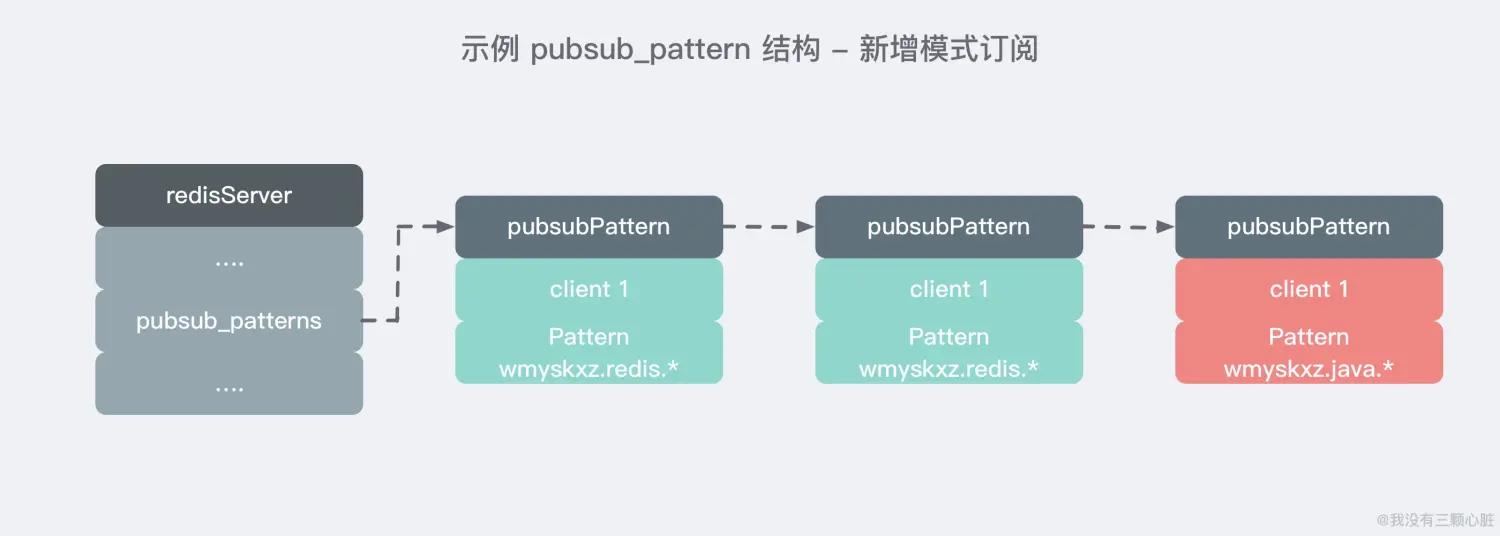 示例 pubsub_pattern 结构 - 新增模式订阅
redisServer
....
pubsub_patterns
....
pubsubPattern
client 1
Pattern
wmyskxz.redis.*
pubsubPattern
client 1
Pattern
wmyskxz.redis.*
pubsubPattern
client 1
Pattern
wmyskxz.java.*
@我没有三颗心脏